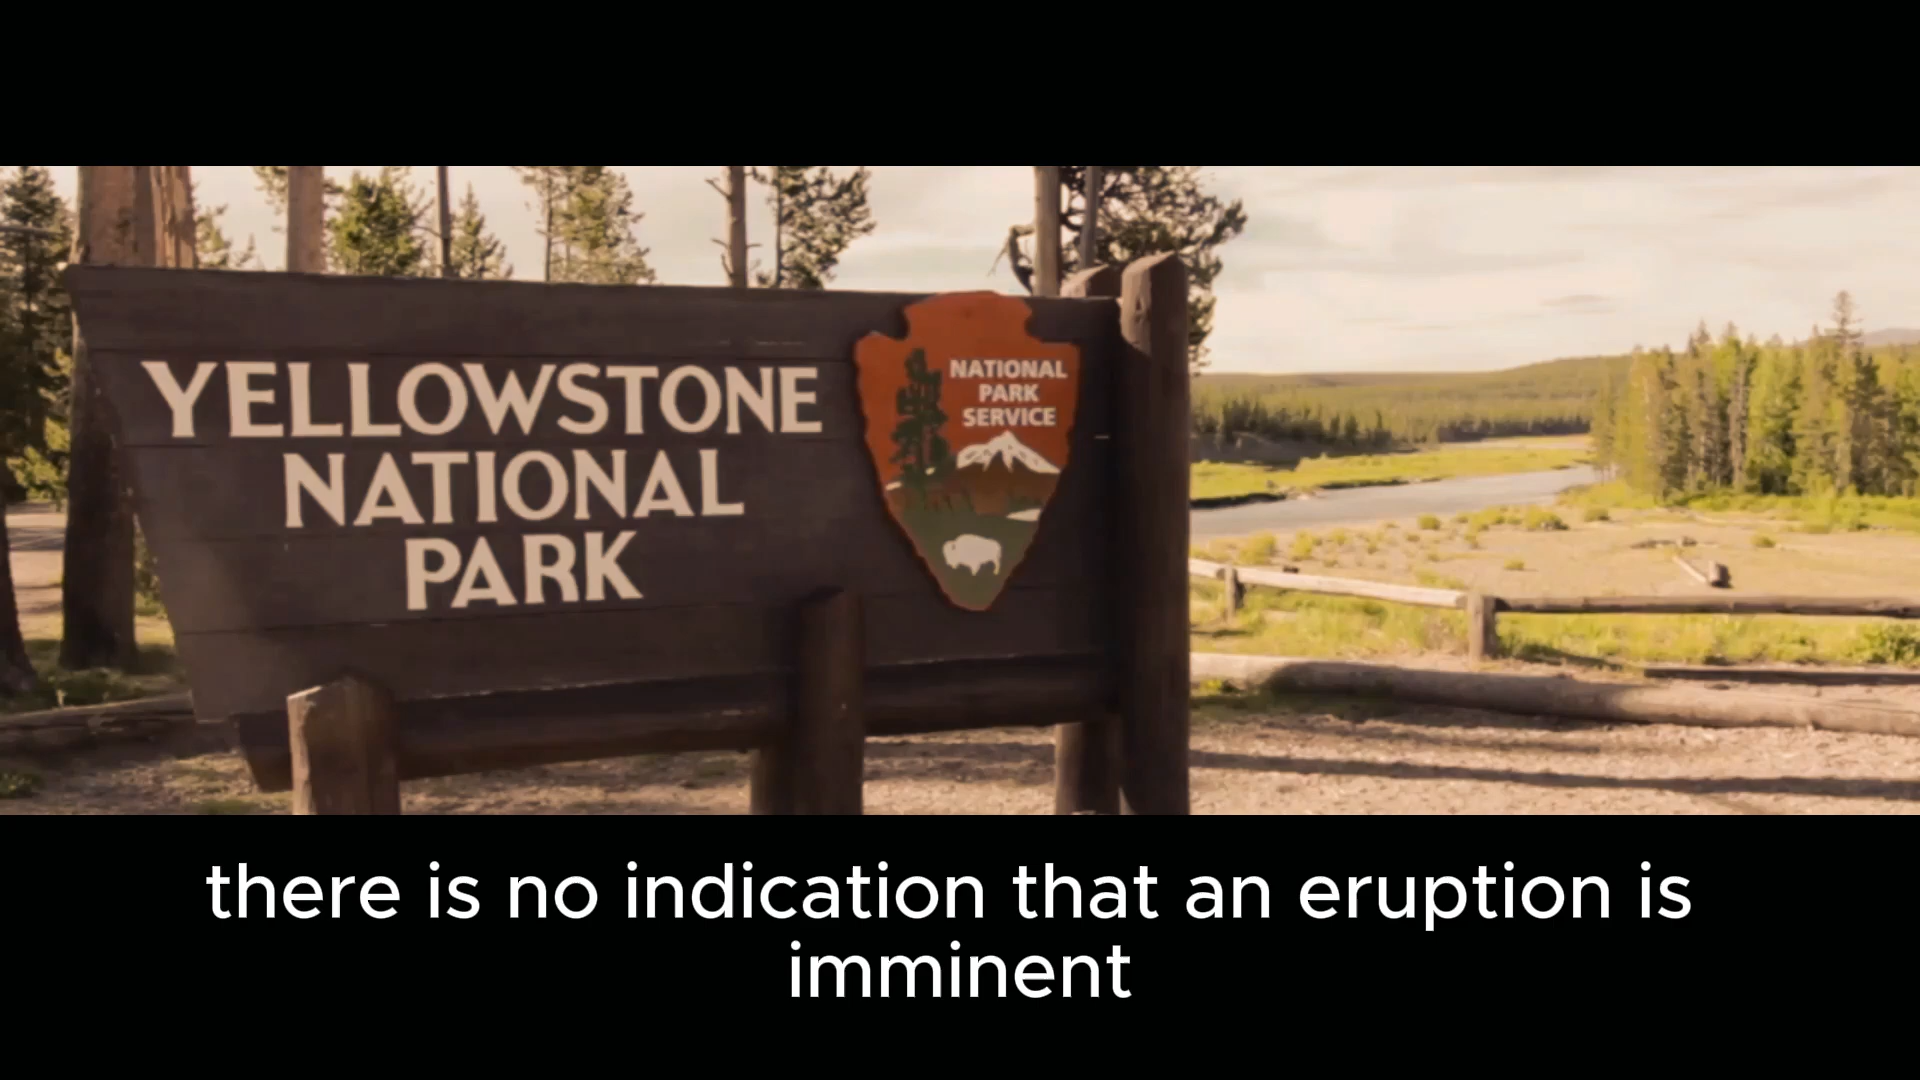 YELLOWSTONE
NATIONAL
PARK
NATIONAL
PARK
SERVICE
there is no indication that an eruption is
imminent